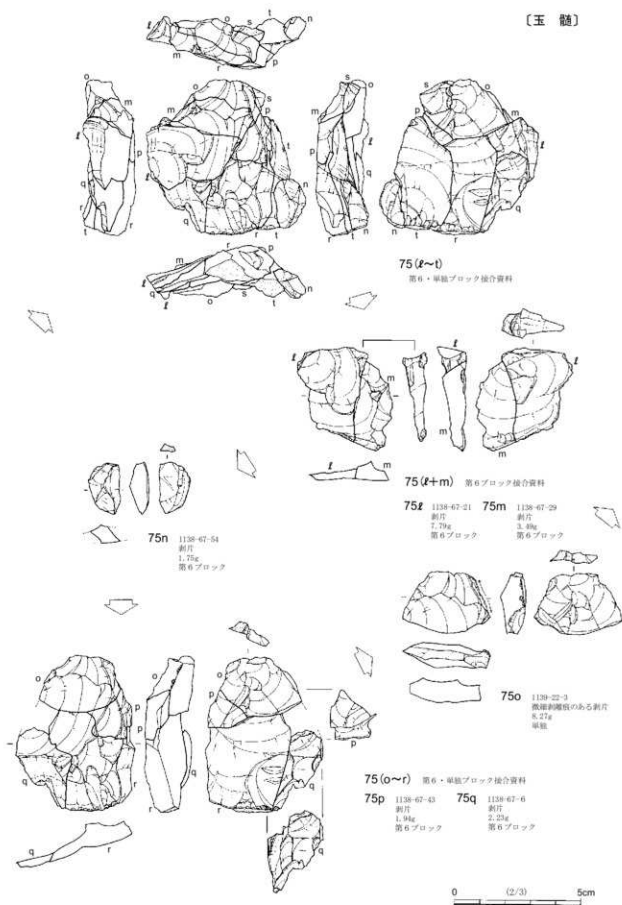 〔玉 髄〕
75(ℓ~t)
第6・単独ブロック接合資料
75(ℓ+m) 第6ブロック接合資料
75ℓ 1138-67-21
剥片
7.79g
第6ブロック
75m 1138-67-29
剥片
3.49g
第6ブロック
75n 1138-67-54
剥片
1.75g
第6ブロック
75o 1139-22-3
微細剥離痕のある剥片
8.27g
単独
75(o~r) 第6・単独ブロック接合資料
75p 1138-67-43
剥片
1.94g
第6ブロック
75q 1138-67-6
剥片
2.23g
第6ブロック
0 (2/3) 5cm